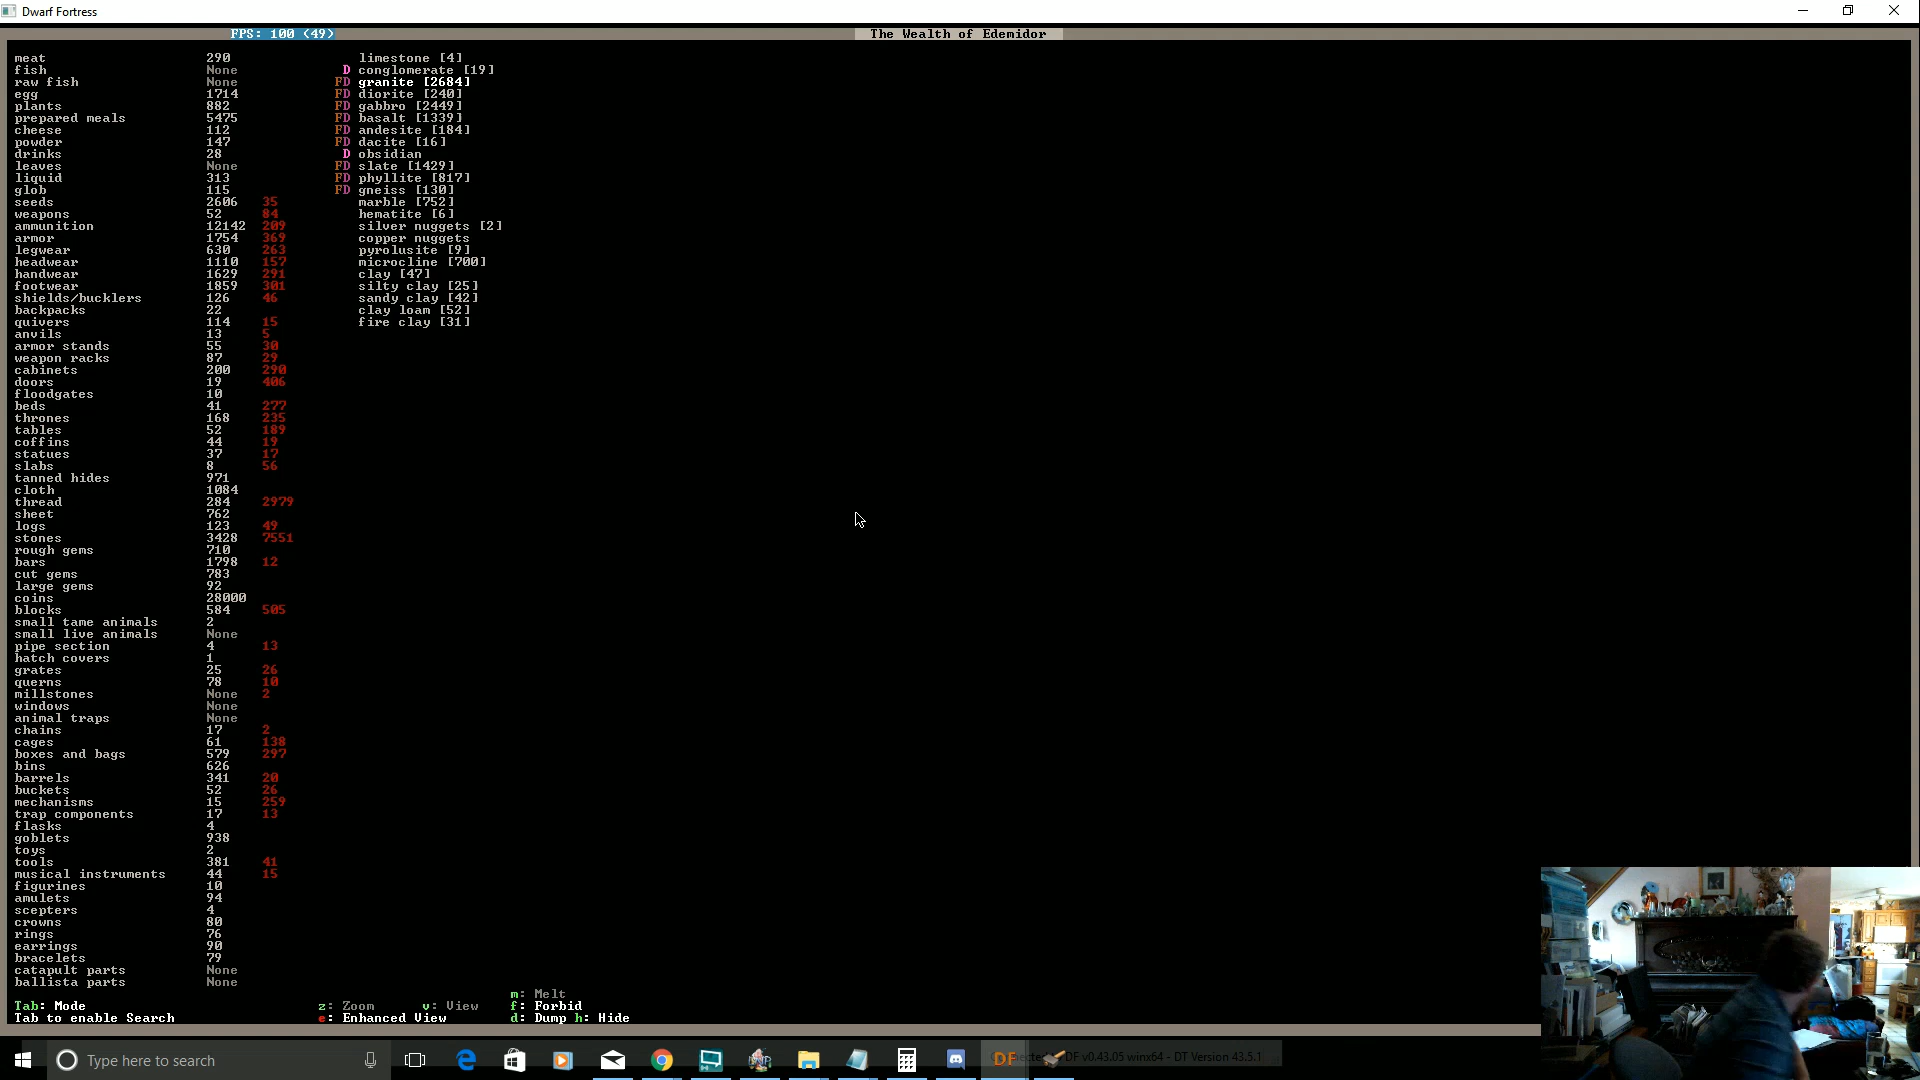 Dwarf Fortress
FPS: 100 (49)
The Wealth of Edemidor
meat 290 limestone [4]
fish None D conglomerate [19]
raw fish None FD granite [2684]
egg 1714 FD diorite [240]
plants 882 FD gabbro [2449]
prepared meals 5475 FD basalt [1339]
cheese 112 FD andesite [184]
powder 147 FD dacite [16]
drinks 28 D obsidian
leaves None FD slate [1429]
liquid 313 FD phyllite [817]
glob 115 FD gneiss [130]
seeds 2606 35 marble [752]
weapons 52 84 hematite [6]
ammunition 12142 209 silver nuggets [2]
armor 1754 369 copper nuggets
legwear 630 263 pyrolusite [9]
headwear 1110 157 microcline [700]
handwear 1629 291 clay [47]
footwear 1859 301 silty clay [25]
shields/bucklers 126 46 sandy clay [42]
backpacks 22 clay loam [52]
quivers 114 15 fire clay [31]
anvils 13 5
armor stands 55 30
weapon racks 87 29
cabinets 200 290
doors 19 406
floodgates 10
beds 41 277
thrones 168 235
tables 52 189
coffins 44 19
statues 37 17
slabs 8 56
tanned hides 971
cloth 1084
thread 284 2979
sheet 762
logs 123 49
stones 3428 7551
rough gems 710
bars 1798 12
cut gems 783
large gems 92
coins 28000
blocks 584 505
small tame animals 2
small live animals None
pipe section 4 13
hatch covers 1
grates 25 26
querns 78 10
millstones None 2
windows None
animal traps None
chains 17 2
cages 61 138
boxes and bags 579 297
bins 626
barrels 341 20
buckets 52 26
mechanisms 15 259
trap components 17 13
flasks 4
goblets 938
toys 2
tools 381 41
musical instruments 44 15
figurines 10
amulets 94
scepters 4
crowns 80
rings 76
earrings 90
bracelets 79
catapult parts None
ballista parts None
m: Melt
Tab: Mode z: Zoom v: View f: Forbid
Tab to enable Search e: Enhanced View d: Dump h: Hide
Type here to search DF DF v0.43.05 winx64 - DT Version 43.5.1